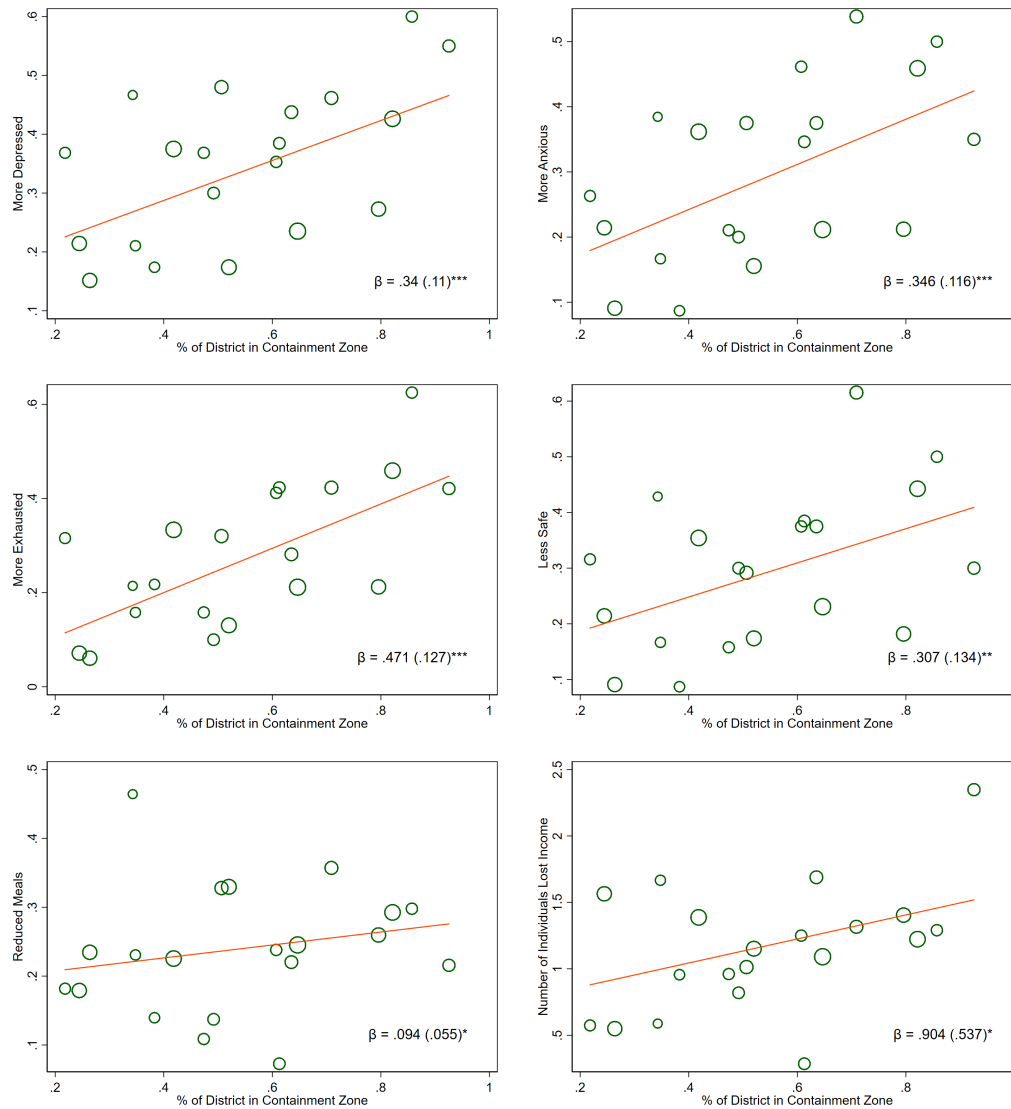 More Depressed
.6
.5
.4
.3
.2
.1
β = .34 (.11)***
.2 .4 .6 .8 1
% of District in Containment Zone
More Anxious
.5
.4
.3
.2
.1
β = .346 (.116)***
.2 .4 .6 .8
% of District in Containment Zone
More Exhausted
.6
.4
.2
0
β = .471 (.127)***
.2 .4 .6 .8 1
% of District in Containment Zone
Less Safe
.6
.5
.4
.3
.2
.1
β = .307 (.134)**
.2 .4 .6 .8
% of District in Containment Zone
Reduced Meals
.5
.4
.3
.2
.1
β = .094 (.055)*
.2 .4 .6 .8 1
% of District in Containment Zone
Number of Individuals Lost Income
2.5
2
1.5
1
.5
β = .904 (.537)*
.2 .4 .6 .8
% of District in Containment Zone